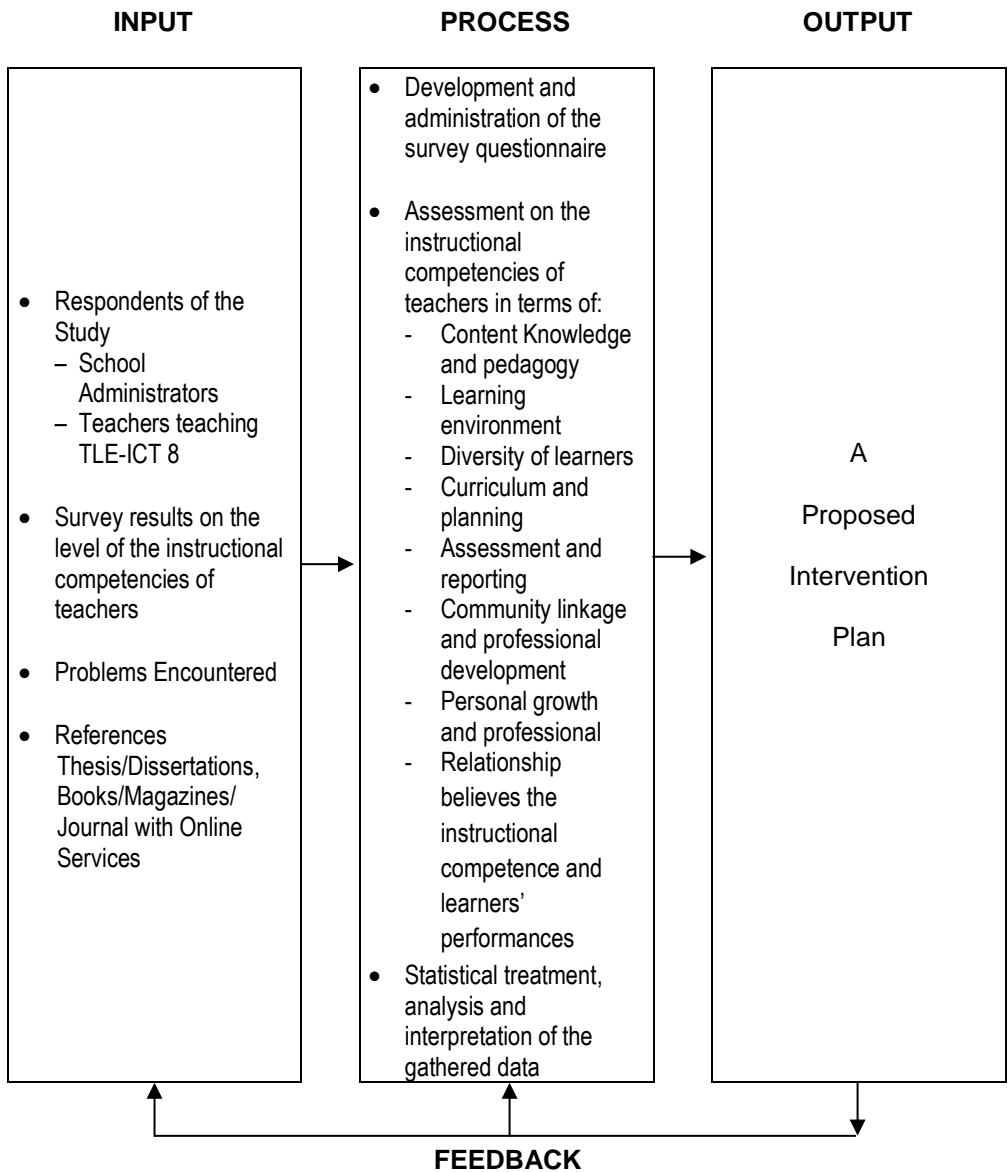 INPUT
PROCESS
OUTPUT
• Respondents of the
Study
– School
Administrators
– Teachers teaching
TLE-ICT 8
• Survey results on the
level of the instructional
competencies of
teachers
• Problems Encountered
• References
Thesis/Dissertations,
Books/Magazines/
Journal with Online
Services
• Development and
administration of the
survey questionnaire
• Assessment on the
instructional
competencies of
teachers in terms of:
- Content Knowledge
and pedagogy
- Learning
environment
- Diversity of learners
- Curriculum and
planning
- Assessment and
reporting
- Community linkage
and professional
development
- Personal growth
and professional
- Relationship
believes the
instructional
competence and
learners’
performances
• Statistical treatment,
analysis and
interpretation of the
gathered data
A
Proposed
Intervention
Plan
FEEDBACK